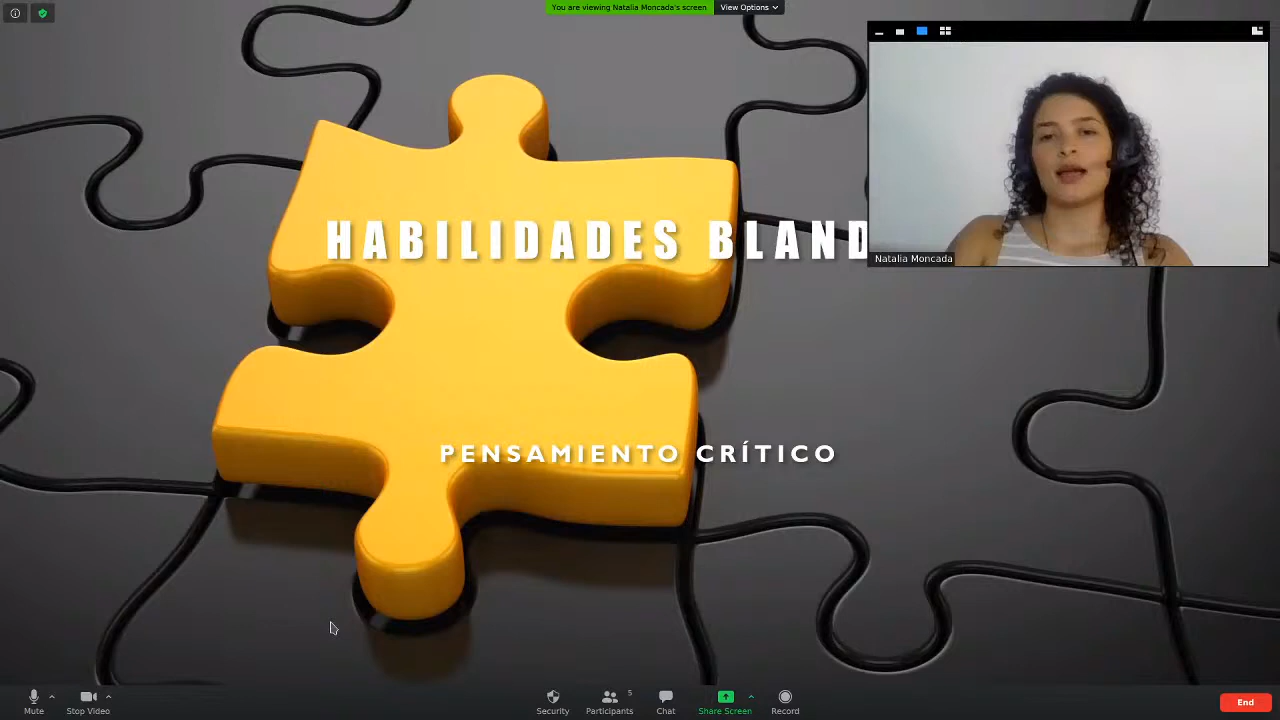 You are viewing Natalia Moncada's screen
View Options
HABILIDADES BLAND
Natalia Moncada
PENSAMIENTO CRÍTICO
Mute
Stop Video
Security
Participants
5
Chat
Share Screen
Record
End